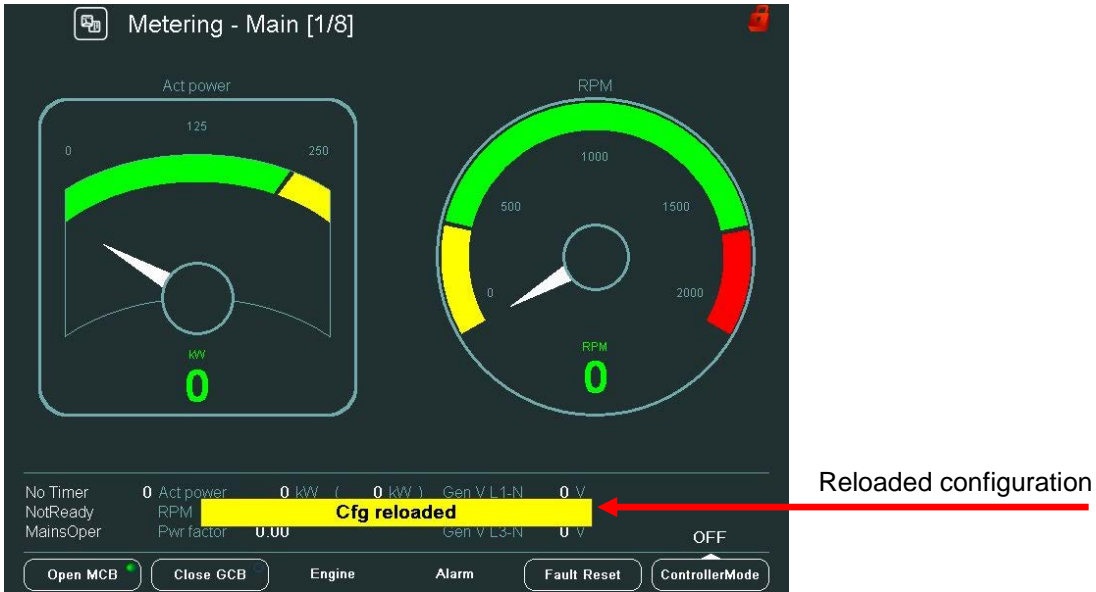 Metering - Main [1/8]
Act power
RPM
125
0
250
1000
500
1500
0
2000
kW
0
RPM
0
Reloaded configuration
No Timer 0 Act power 0 kW ( 0 kW ) Gen V L1-N 0 V
NotReady RPM Cfg reloaded
MainsOper Pwr factor 0.00 Gen V L3-N 0 V
OFF
Open MCB Close GCB Engine Alarm Fault Reset ControllerMode